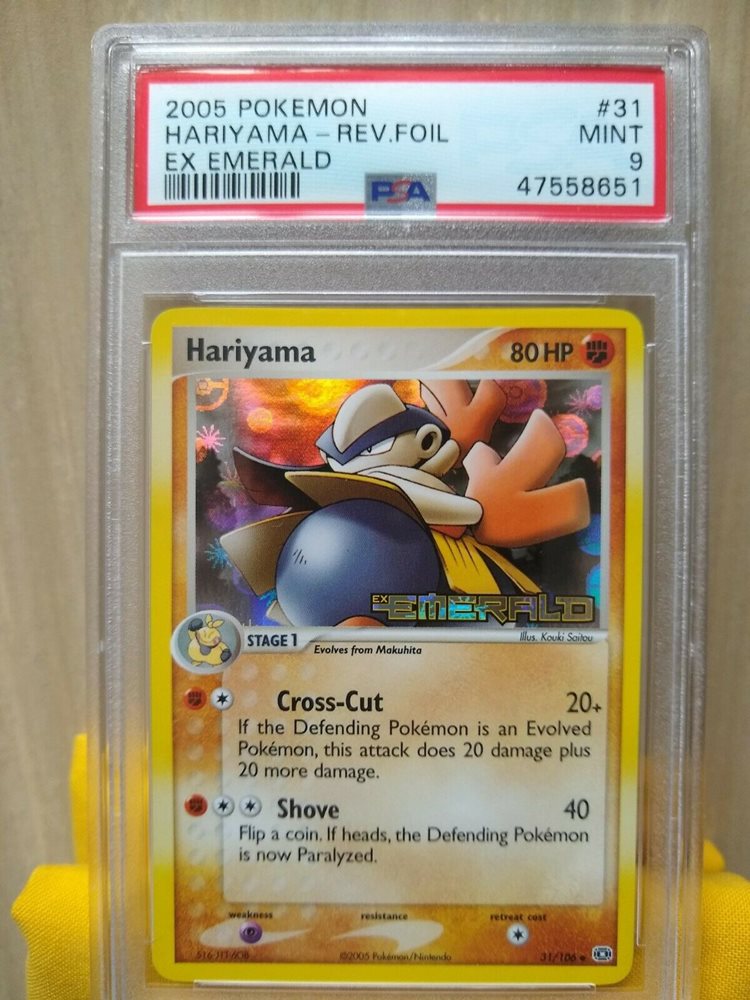 2005 POKEMON #31
HARIYAMA - REV.FOIL MINT
EX EMERALD 9
PSA 47558651
Hariyama 80 HP
EX EMERALD
STAGE 1 Illus. Kouki Saitou
Evolves from Makuhita
Cross-Cut 20+
If the Defending Pokémon is an Evolved
Pokémon, this attack does 20 damage plus
20 more damage.
Shove 40
Flip a coin. If heads, the Defending Pokémon
is now Paralyzed.
weakness resistance retreat cost
©2005 Pokémon/Nintendo 31/106